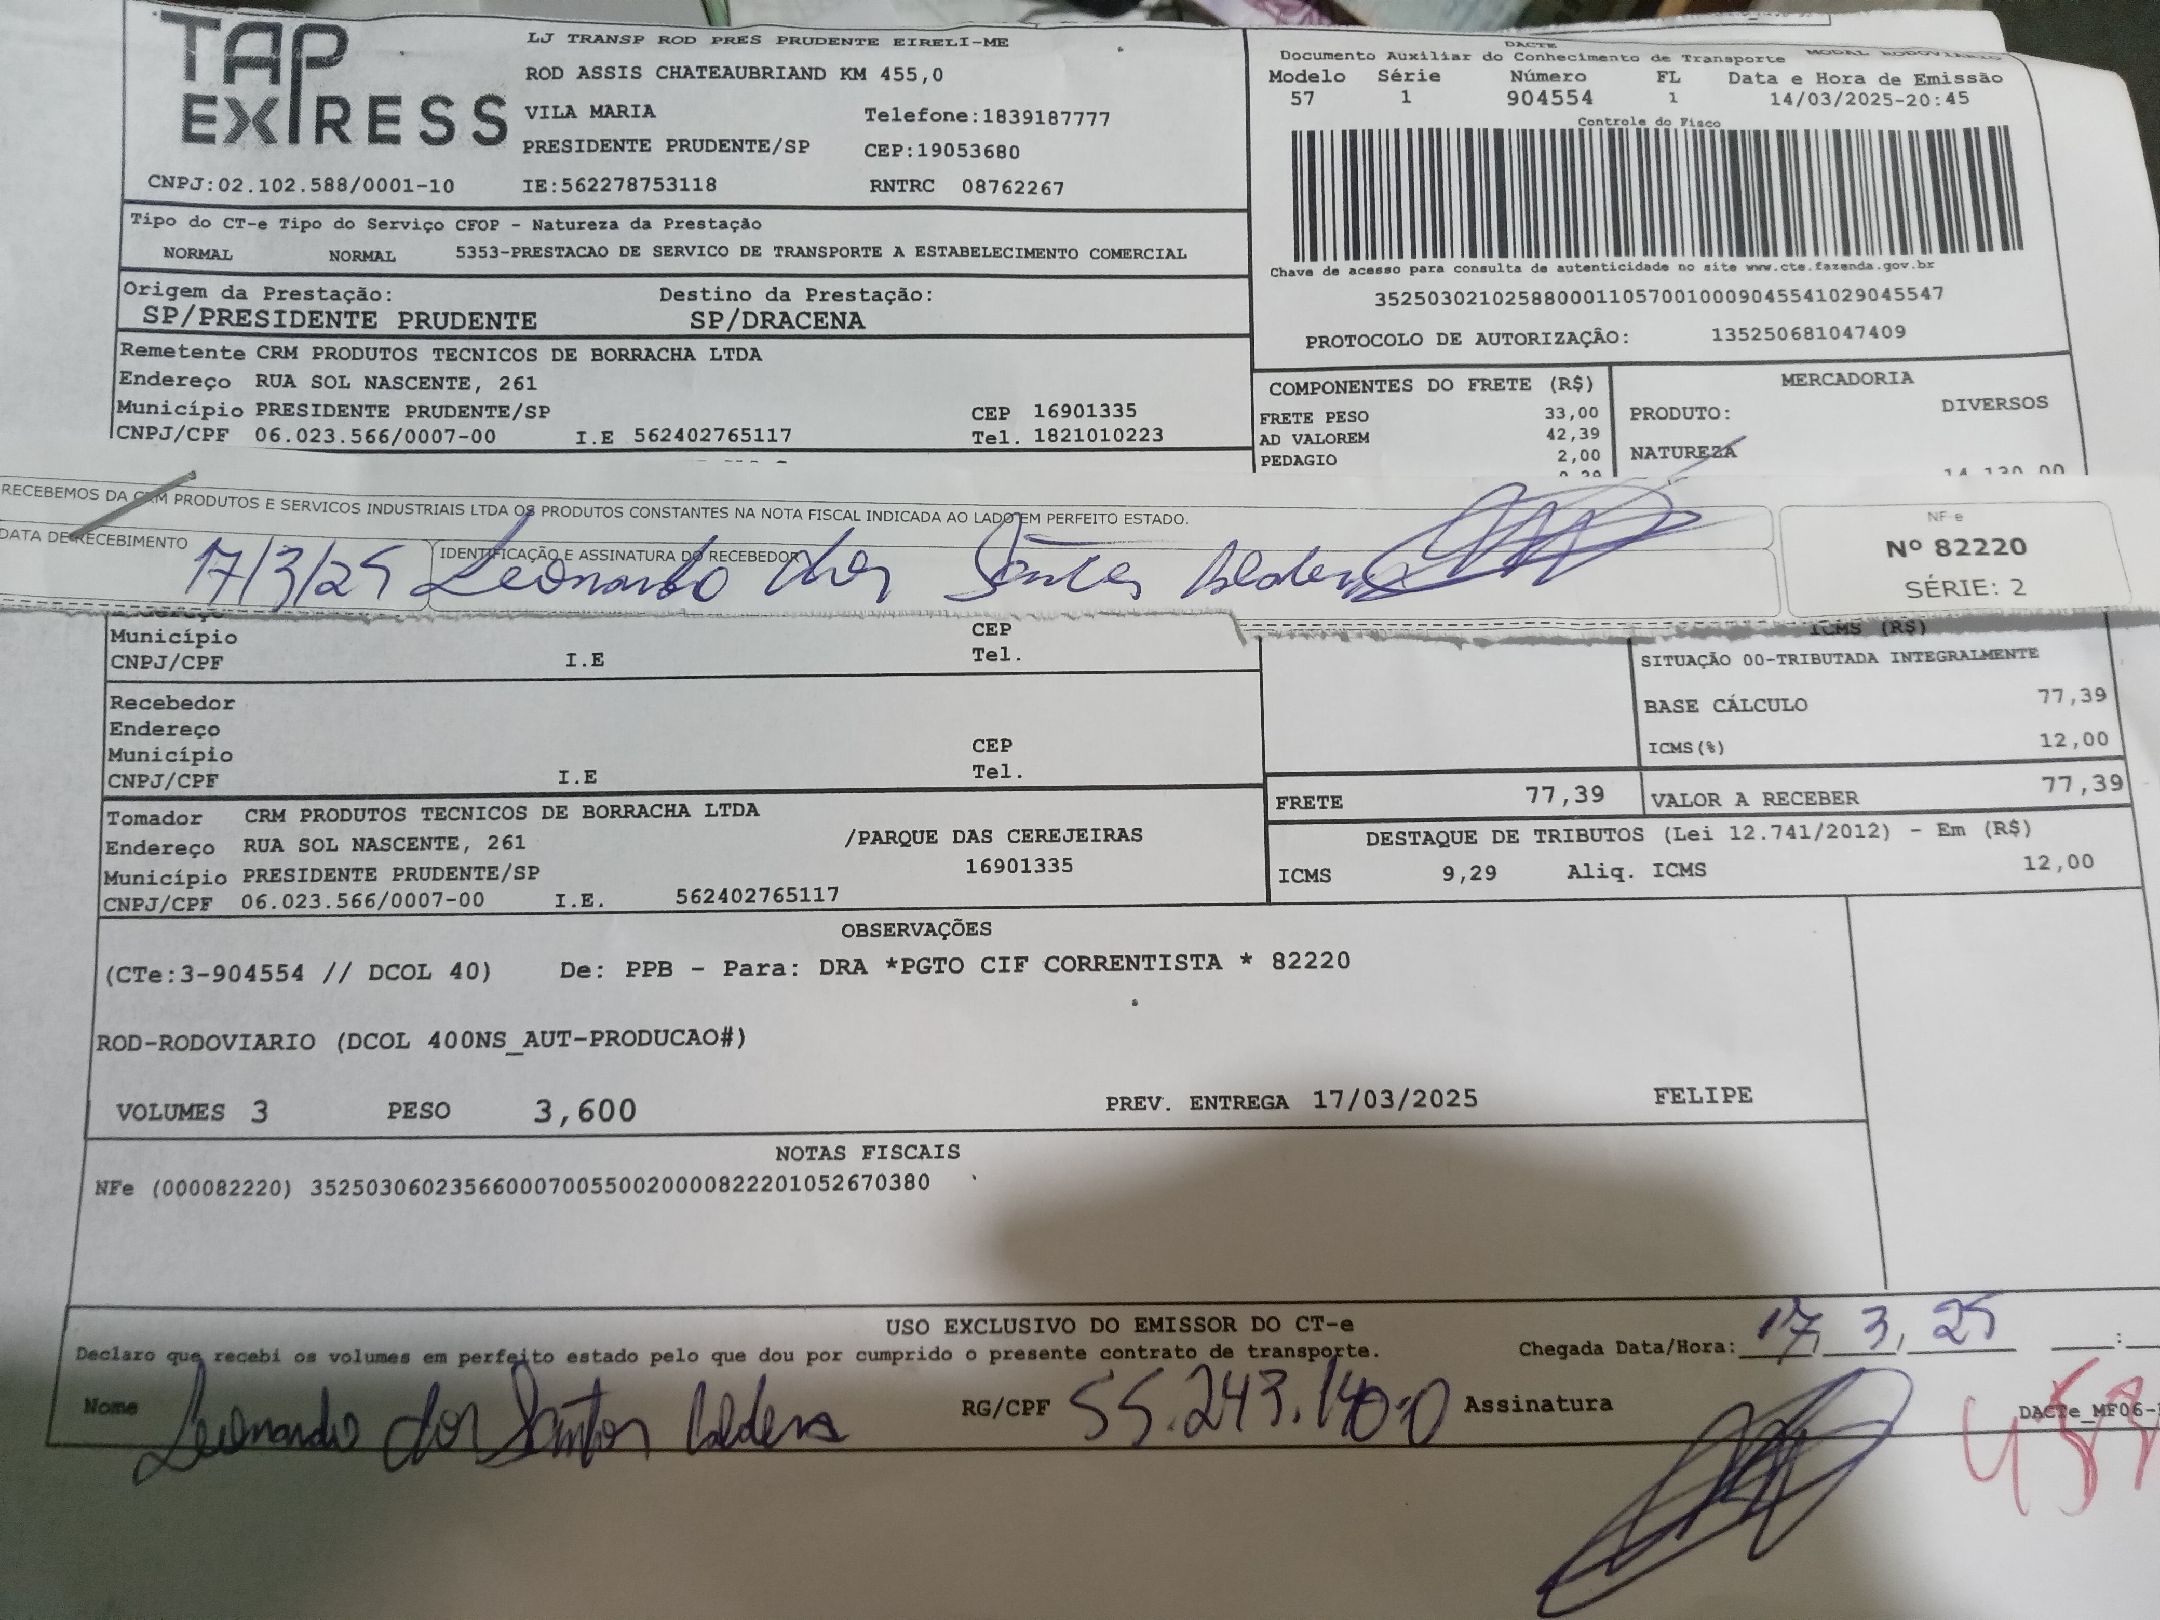 TAP
EXPRESS
LJ TRANSP ROD PRES PRUDENTE EIRELI-ME
ROD ASSIS CHATEAUBRIAND KM 455,0
VILA MARIA Telefone:1839187777
PRESIDENTE PRUDENTE/SP CEP:19053680
CNPJ:02.102.588/0001-10 IE:562278753118 RNTRC 08762267
DACTE
Documento Auxiliar do Conhecimento de Transporte MODAL RODOVIARIO
Modelo Série Número FL Data e Hora de Emissão
57 1 904554 1 14/03/2025-20:45
Controle do Fisco
Chave de acesso para consulta de autenticidade no site www.cte.fazenda.gov.br
35250302102588000110570010009045541029045547
PROTOCOLO DE AUTORIZAÇÂO: 135250681047409
Tipo do CT-e Tipo do Serviço CFOP - Natureza da Prestação
NORMAL NORMAL 5353-PRESTACAO DE SERVICO DE TRANSPORTE A ESTABELECIMENTO COMERCIAL
Origem da Prestação: Destino da Prestação:
SP/PRESIDENTE PRUDENTE SP/DRACENA
Remetente CRM PRODUTOS TECNICOS DE BORRACHA LTDA
Endereço RUA SOL NASCENTE, 261
Município PRESIDENTE PRUDENTE/SP CEP 16901335
CNPJ/CPF 06.023.566/0007-00 I.E 562402765117 Tel. 1821010223
COMPONENTES DO FRETE (R$)
FRETE PESO 33,00
AD VALOREM 42,39
PEDAGIO 2,00
MERCADORIA
PRODUTO: DIVERSOS
NATUREZA
RECEBEMOS DA CRM PRODUTOS E SERVICOS INDUSTRIAIS LTDA OS PRODUTOS CONSTANTES NA NOTA FISCAL INDICADA AO LADO EM PERFEITO ESTADO.
DATA DE RECEBIMENTO IDENTIFICAÇÃO E ASSINATURA DO RECEBEDOR
17/3/25 Leonardo dos Santos
NF-e
Nº 82220
SÉRIE: 2
Endereço
Município CEP
CNPJ/CPF I.E Tel.
Recebedor
Endereço
Município CEP
CNPJ/CPF I.E Tel.
ICMS (R$)
SITUAÇÃO 00-TRIBUTADA INTEGRALMENTE
BASE CÁLCULO 77,39
ICMS(%) 12,00
FRETE 77,39 VALOR A RECEBER 77,39
Tomador CRM PRODUTOS TECNICOS DE BORRACHA LTDA
Endereço RUA SOL NASCENTE, 261 /PARQUE DAS CEREJEIRAS
Município PRESIDENTE PRUDENTE/SP 16901335
CNPJ/CPF 06.023.566/0007-00 I.E. 562402765117
DESTAQUE DE TRIBUTOS (Lei 12.741/2012) - Em (R$)
ICMS 9,29 Aliq. ICMS 12,00
OBSERVAÇÕES
(CTe:3-904554 // DCOL 40) De: PPB - Para: DRA *PGTO CIF CORRENTISTA * 82220
ROD-RODOVIARIO (DCOL 400NS_AUT-PRODUCAO#)
VOLUMES 3 PESO 3,600 PREV. ENTREGA 17/03/2025 FELIPE
NOTAS FISCAIS
NFe (000082220) 35250306023566000700550020000822201052670380
USO EXCLUSIVO DO EMISSOR DO CT-e
Declaro que recebi os volumes em perfeito estado pelo que dou por cumprido o presente contrato de transporte. Chegada Data/Hora: 17, 3, 25 :
Nome Leonardo dos Santos RG/CPF 55.243.140-0 Assinatura
DACTe_MF06-